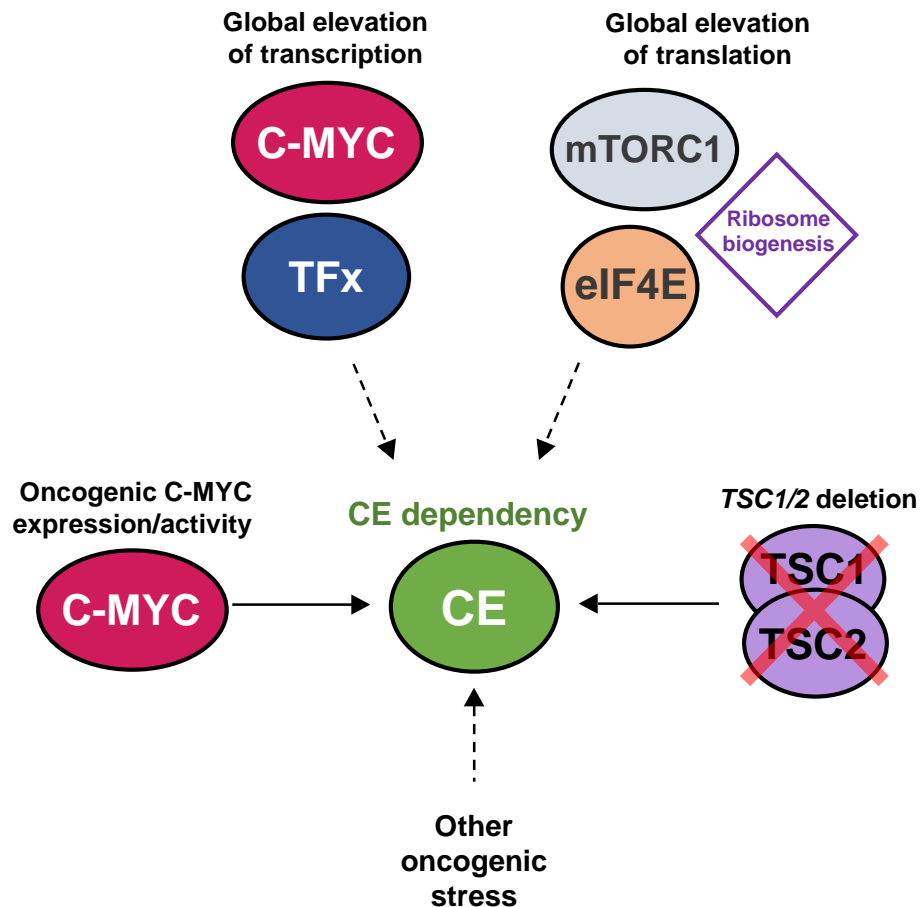 Global elevation
of transcription
C-MYC
TFx
Global elevation
of translation
mTORC1
Ribosome
biogenesis
eIF4E
Oncogenic C-MYC
expression/activity
C-MYC
CE dependency
CE
TSC1/2 deletion
TSC1
TSC2
Other
oncogenic
stress